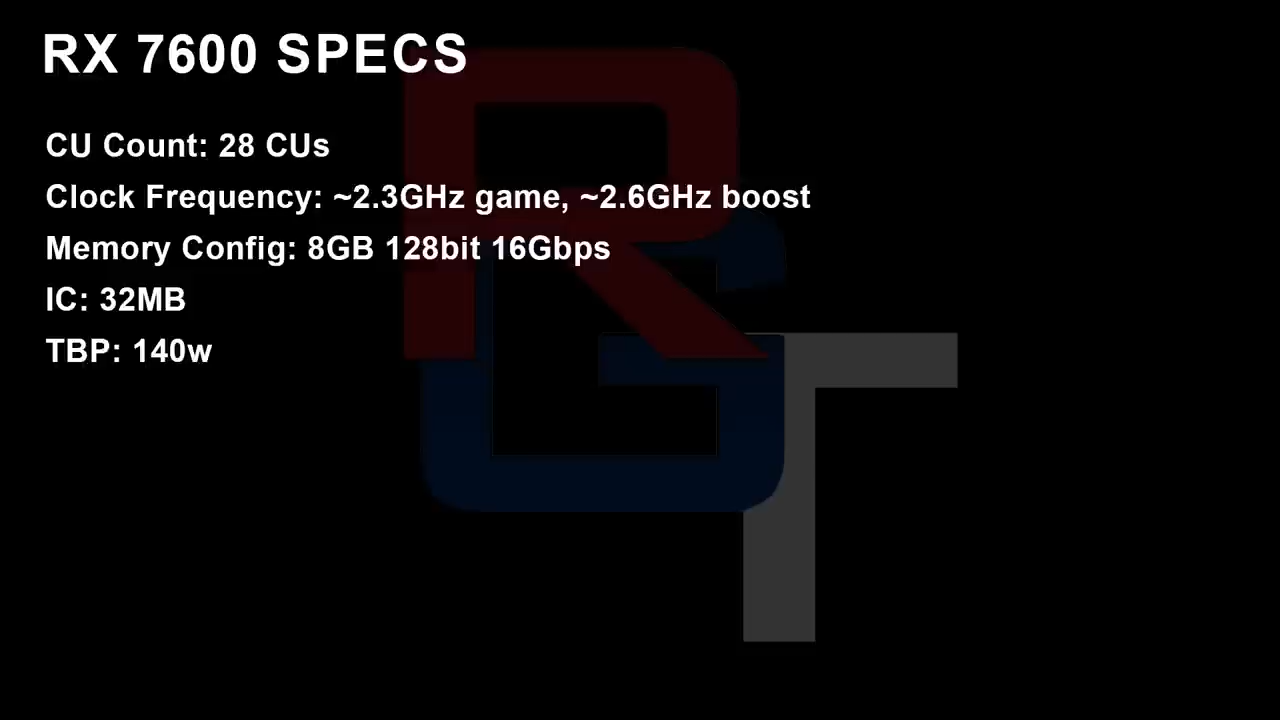 RX 7600 SPECS
CU Count: 28 CUs
Clock Frequency: ~2.3GHz game, ~2.6GHz boost
Memory Config: 8GB 128bit 16Gbps
IC: 32MB
TBP: 140w
RGT